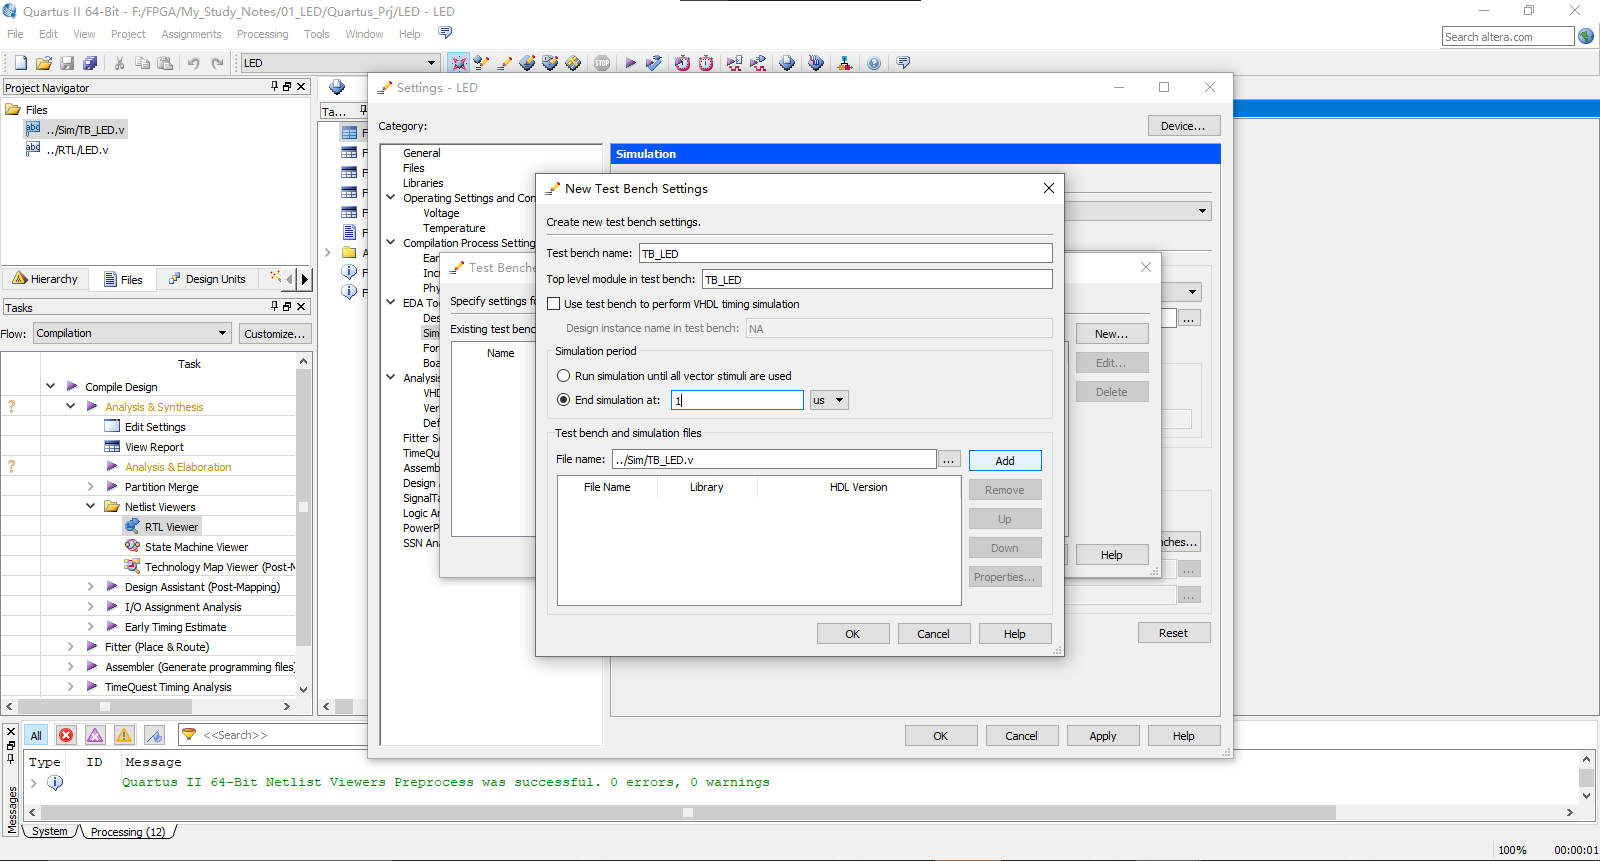 Quartus II 64-Bit - F:/FPGA/My_Study_Notes/01_LED/Quartus_Prj/LED - LED
File Edit View Project Assignments Processing Tools Window Help
Search altera.com
LED
Project Navigator
Files
../Sim/TB_LED.v
../RTL/LED.v
Hierarchy Files Design Units
Tasks
Flow: Compilation Customize...
Task
Compile Design
Analysis & Synthesis
Edit Settings
View Report
Analysis & Elaboration
Partition Merge
Netlist Viewers
RTL Viewer
State Machine Viewer
Technology Map Viewer (Post-M
Design Assistant (Post-Mapping)
I/O Assignment Analysis
Early Timing Estimate
Fitter (Place & Route)
Assembler (Generate programming files)
TimeQuest Timing Analysis
Ta...
Settings - LED
Category:
Device...
General
Files
Libraries
Operating Settings and Con
Voltage
Temperature
Compilation Process Setting
Ear
Inc
Phy
EDA Too
Des
Sim
For
Boa
Analysis
VHD
Ver
Def
Fitter Se
TimeQue
Assemb
Design A
SignalTa
Logic An
PowerP
SSN Ana
Simulation
Test Benche
Specify settings fo
Existing test benc
Name
New...
Edit...
Delete
Help
nches...
Reset
New Test Bench Settings
Create new test bench settings.
Test bench name: TB_LED
Top level module in test bench: TB_LED
Use test bench to perform VHDL timing simulation
Design instance name in test bench: NA
Simulation period
Run simulation until all vector stimuli are used
End simulation at: 1 us
Test bench and simulation files
File name: ../Sim/TB_LED.v ... Add
File Name Library HDL Version
Remove
Up
Down
Properties...
OK Cancel Help
OK Cancel Apply Help
All <<Search>>
Type ID Message
Quartus II 64-Bit Netlist Viewers Preprocess was successful. 0 errors, 0 warnings
Messages
System Processing (12)
100% 00:00:01